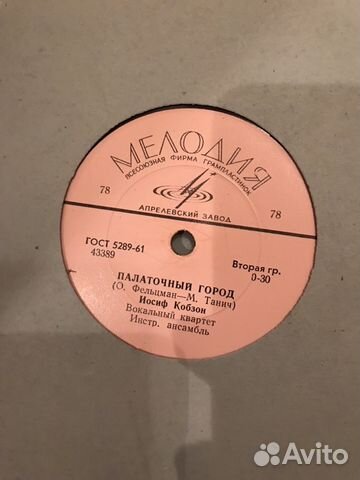 МЕЛОДИЯ
ВСЕСОЮЗНАЯ ФИРМА ГРАМПЛАСТИНОК
78
78
АПРЕЛЕВСКИЙ ЗАВОД
ГОСТ 5289-61
43389
Вторая гр.
0-30
ПАЛАТОЧНЫЙ ГОРОД
(О. Фельцман—М. Танич)
Иосиф Кобзон
Вокальный квартет
Инстр. ансамбль
Avito